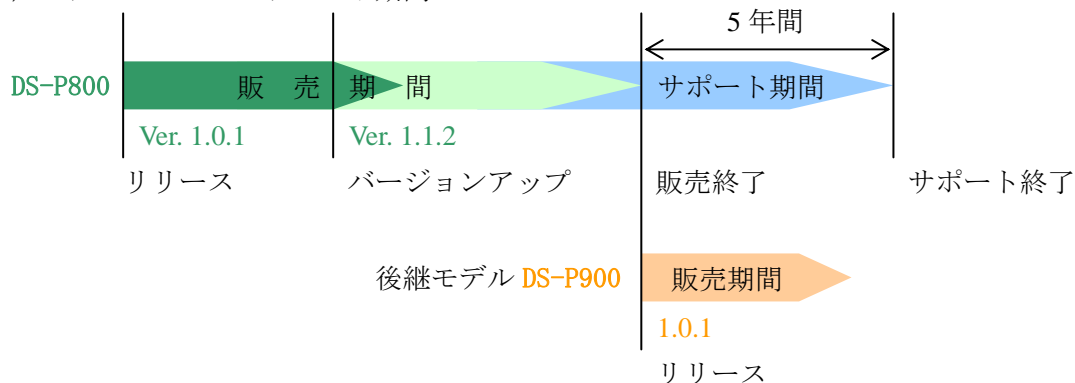 5 年間
DS-P800
販 売 期 間
サポート期間
Ver. 1.0.1
Ver. 1.1.2
リリース
バージョンアップ
販売終了
サポート終了
後継モデル DS-P900
販売期間
1.0.1
リリース